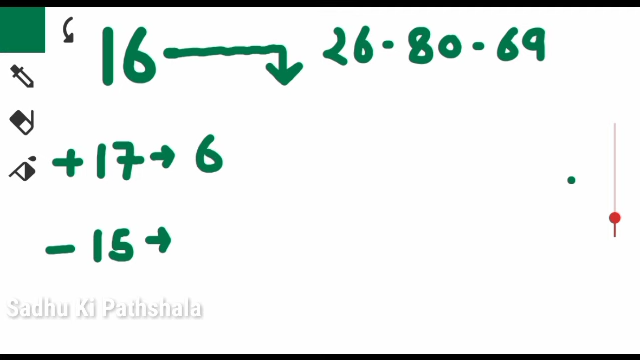 16 → 26 - 80 - 69
+ 17 → 6
- 15 →
Sadhu Ki Pathshala